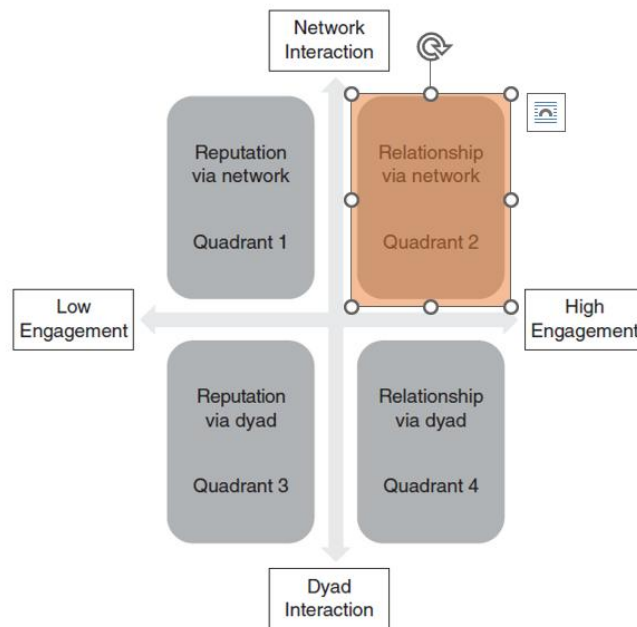 Network
Interaction
Reputation
via network
Quadrant 1
Relationship
via network
Quadrant 2
Low
Engagement
High
Engagement
Reputation
via dyad
Quadrant 3
Relationship
via dyad
Quadrant 4
Dyad
Interaction